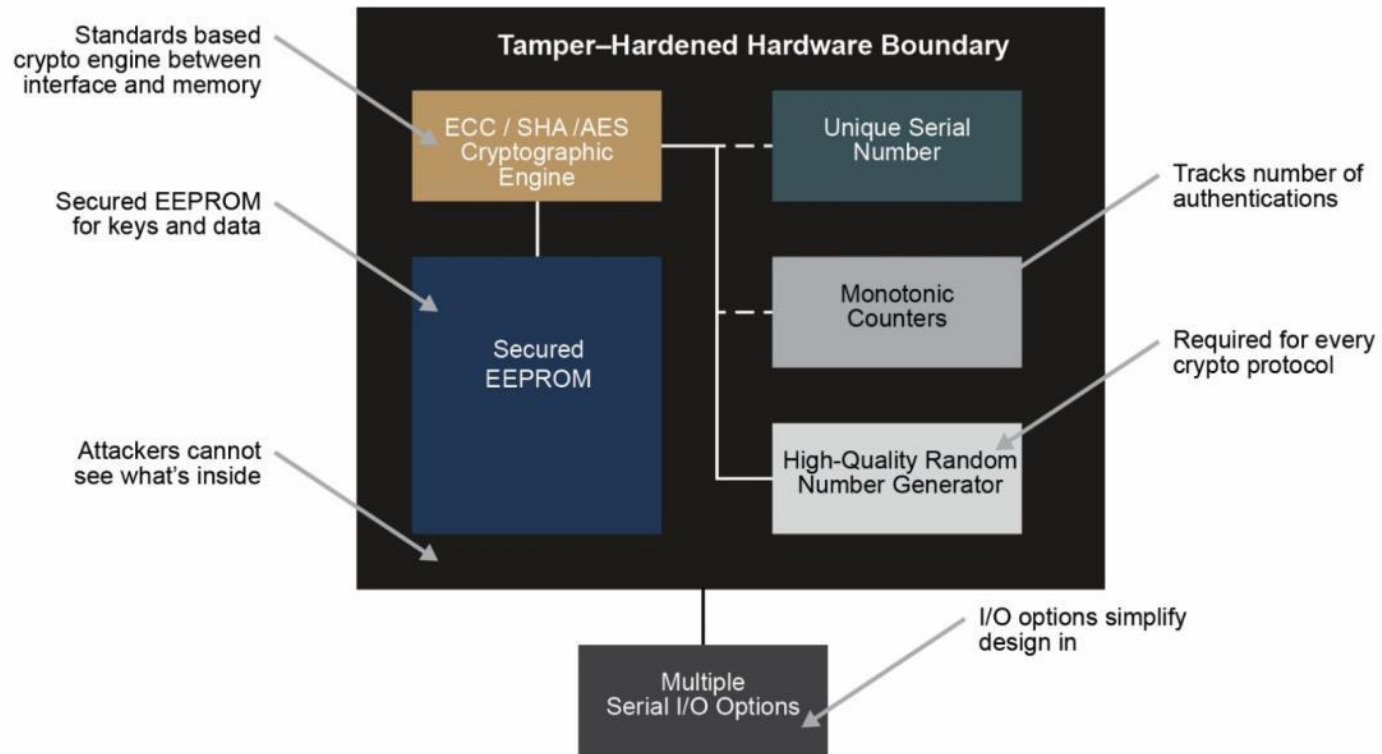 Standards based
crypto engine between
interface and memory
Secured EEPROM
for keys and data
Attackers cannot
see what's inside
Tamper–Hardened Hardware Boundary
ECC / SHA /AES
Cryptographic
Engine
Secured
EEPROM
Unique Serial
Number
Monotonic
Counters
High-Quality Random
Number Generator
Tracks number of
authentications
Required for every
crypto protocol
I/O options simplify
design in
Multiple
Serial I/O Options